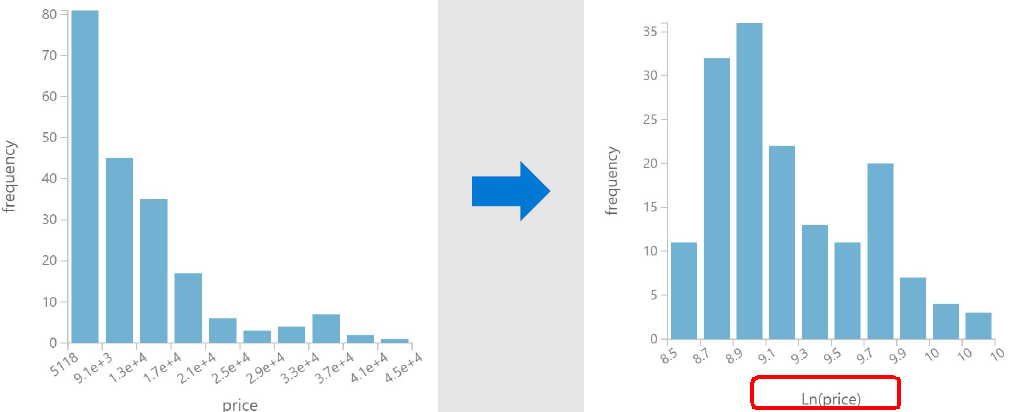 80
70
60
50
40
30
20
10
0
frequency
5118
9.1e+3
1.3e+4
1.7e+4
2.1e+4
2.5e+4
2.9e+4
3.3e+4
3.7e+4
4.1e+4
4.5e+4
price
35
30
25
20
15
10
5
0
frequency
8.5
8.7
8.9
9.1
9.3
9.5
9.7
9.9
10
10
10
Ln(price)